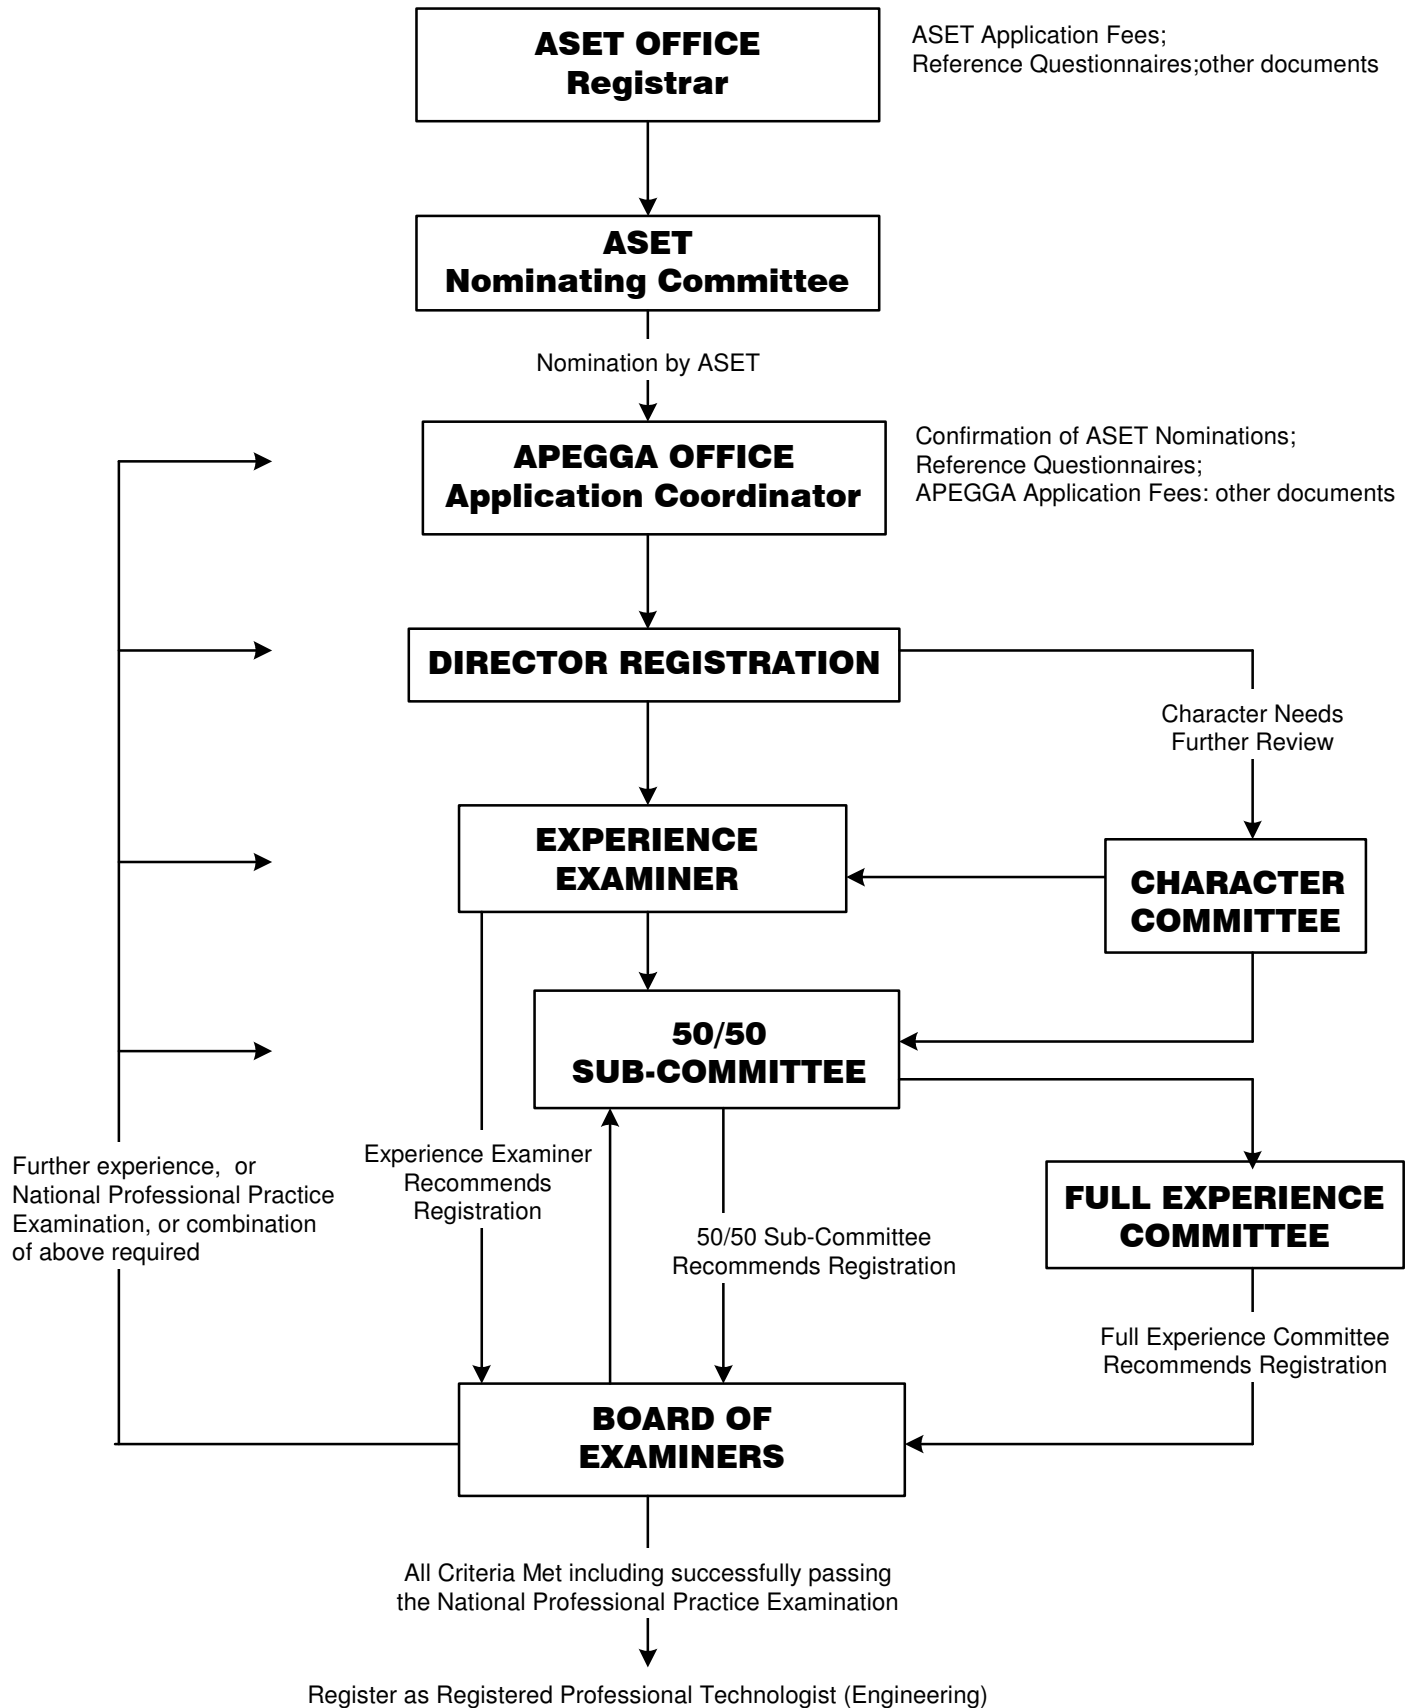 ASET OFFICE
Registrar
ASET Application Fees;
Reference Questionnaires;other documents
ASET
Nominating Committee
Nomination by ASET
APEGGA OFFICE
Application Coordinator
Confirmation of ASET Nominations;
Reference Questionnaires;
APEGGA Application Fees: other documents
DIRECTOR REGISTRATION
Character Needs
Further Review
EXPERIENCE
EXAMINER
CHARACTER
COMMITTEE
50/50
SUB-COMMITTEE
Further experience, or
National Professional Practice
Examination, or combination
of above required
Experience Examiner
Recommends
Registration
50/50 Sub-Committee
Recommends Registration
FULL EXPERIENCE
COMMITTEE
Full Experience Committee
Recommends Registration
BOARD OF
EXAMINERS
All Criteria Met including successfully passing
the National Professional Practice Examination
Register as Registered Professional Technologist (Engineering)